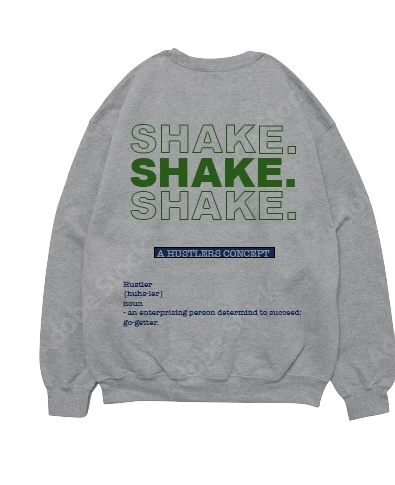 SHAKE.
SHAKE.
SHAKE.
A HUSTLERS CONCEPT
Hustler
[huhs-ler]
noun
- an enterprising person determind to succeed;
go-getter.